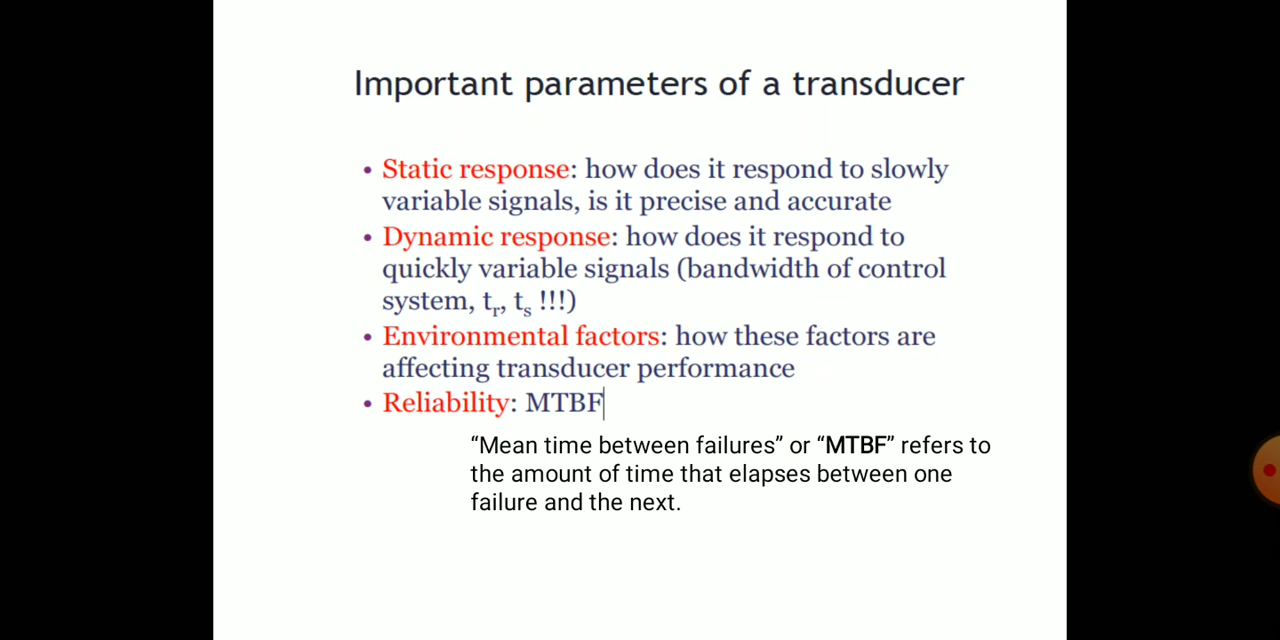 Important parameters of a transducer
• Static response: how does it respond to slowly
variable signals, is it precise and accurate
• Dynamic response: how does it respond to
quickly variable signals (bandwidth of control
system, tr, ts !!!)
• Environmental factors: how these factors are
affecting transducer performance
• Reliability: MTBF
“Mean time between failures” or “MTBF” refers to
the amount of time that elapses between one
failure and the next.